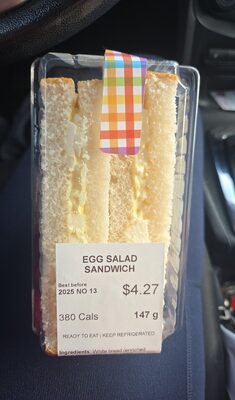 EGG SALAD
SANDWICH
Best before
2025 NO 13
$4.27
380 Cals
147 g
READY TO EAT | KEEP REFRIGERATED
Ingredients: White bread (enriched